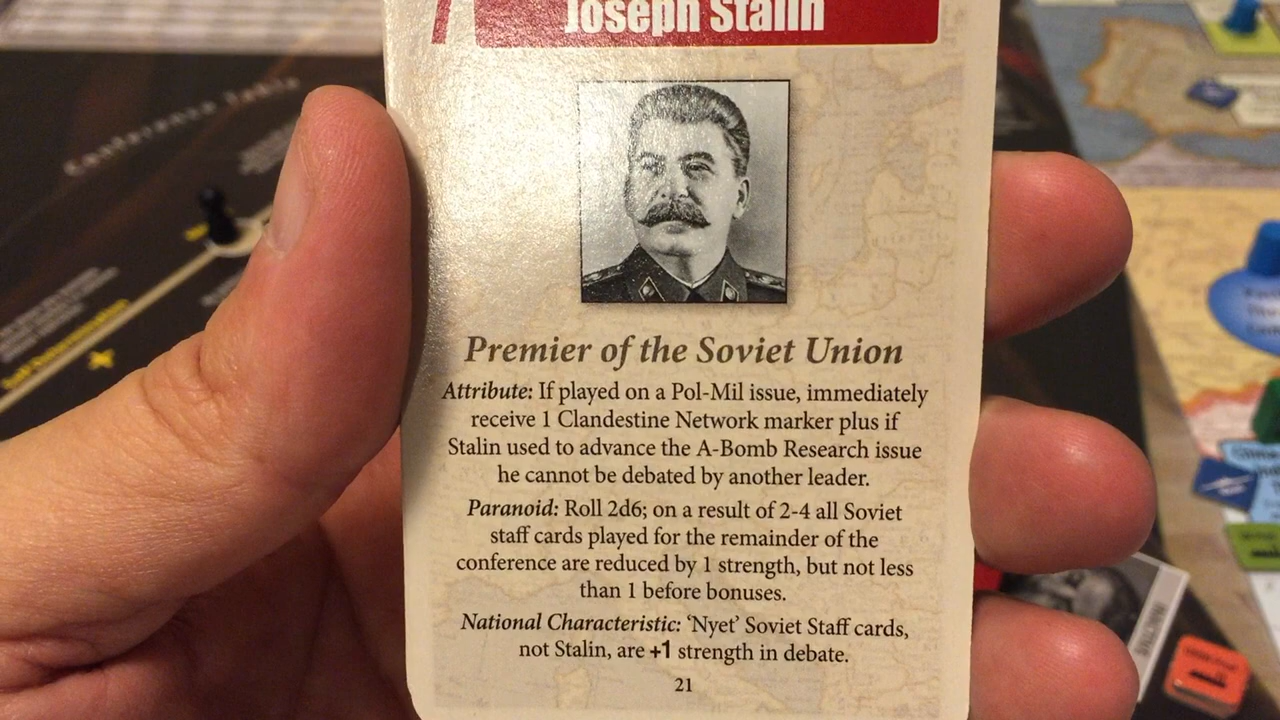 Joseph Stalin
Premier of the Soviet Union
Attribute: If played on a Pol-Mil issue, immediately
receive 1 Clandestine Network marker plus if
Stalin used to advance the A-Bomb Research issue
he cannot be debated by another leader.
Paranoid: Roll 2d6; on a result of 2-4 all Soviet
staff cards played for the remainder of the
conference are reduced by 1 strength, but not less
than 1 before bonuses.
National Characteristic: ‘Nyet’ Soviet Staff cards,
not Stalin, are +1 strength in debate.
21
Conference Table